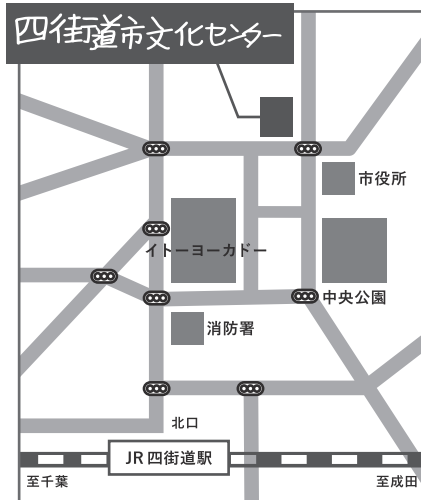 四街道市文化センター
市役所
イトーヨーカドー
中央公園
消防署
北口
JR四街道駅
至千葉
至成田